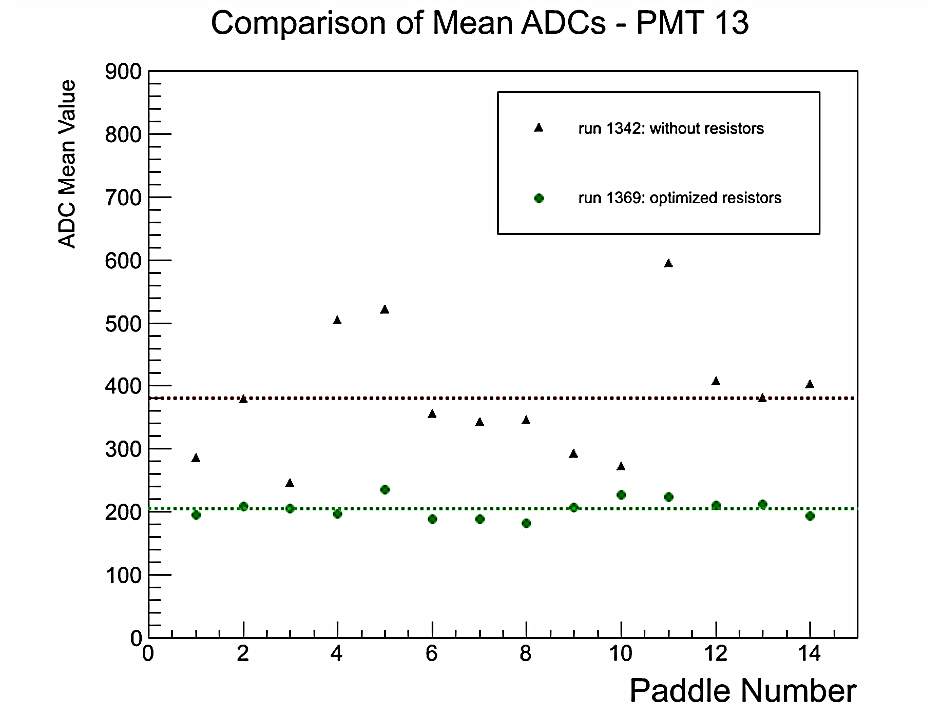 Comparison of Mean ADCs - PMT 13
ADC Mean Value
900
800
700
600
500
400
300
200
100
0
run 1342: without resistors
run 1369: optimized resistors
0 2 4 6 8 10 12 14
Paddle Number